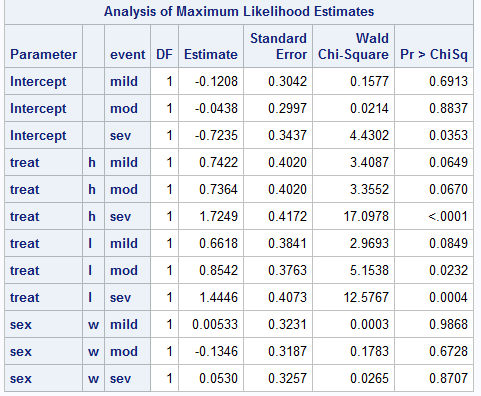 Analysis of Maximum Likelihood Estimates
Parameter event DF Estimate Standard Error Wald Chi-Square Pr > ChiSq
Intercept mild 1 -0.1208 0.3042 0.1577 0.6913
Intercept mod 1 -0.0438 0.2997 0.0214 0.8837
Intercept sev 1 -0.7235 0.3437 4.4302 0.0353
treat h mild 1 0.7422 0.4020 3.4087 0.0649
treat h mod 1 0.7364 0.4020 3.3552 0.0670
treat h sev 1 1.7249 0.4172 17.0978 <.0001
treat l mild 1 0.6618 0.3841 2.9693 0.0849
treat l mod 1 0.8542 0.3763 5.1538 0.0232
treat l sev 1 1.4446 0.4073 12.5767 0.0004
sex w mild 1 0.00533 0.3231 0.0003 0.9868
sex w mod 1 -0.1346 0.3187 0.1783 0.6728
sex w sev 1 0.0530 0.3257 0.0265 0.8707